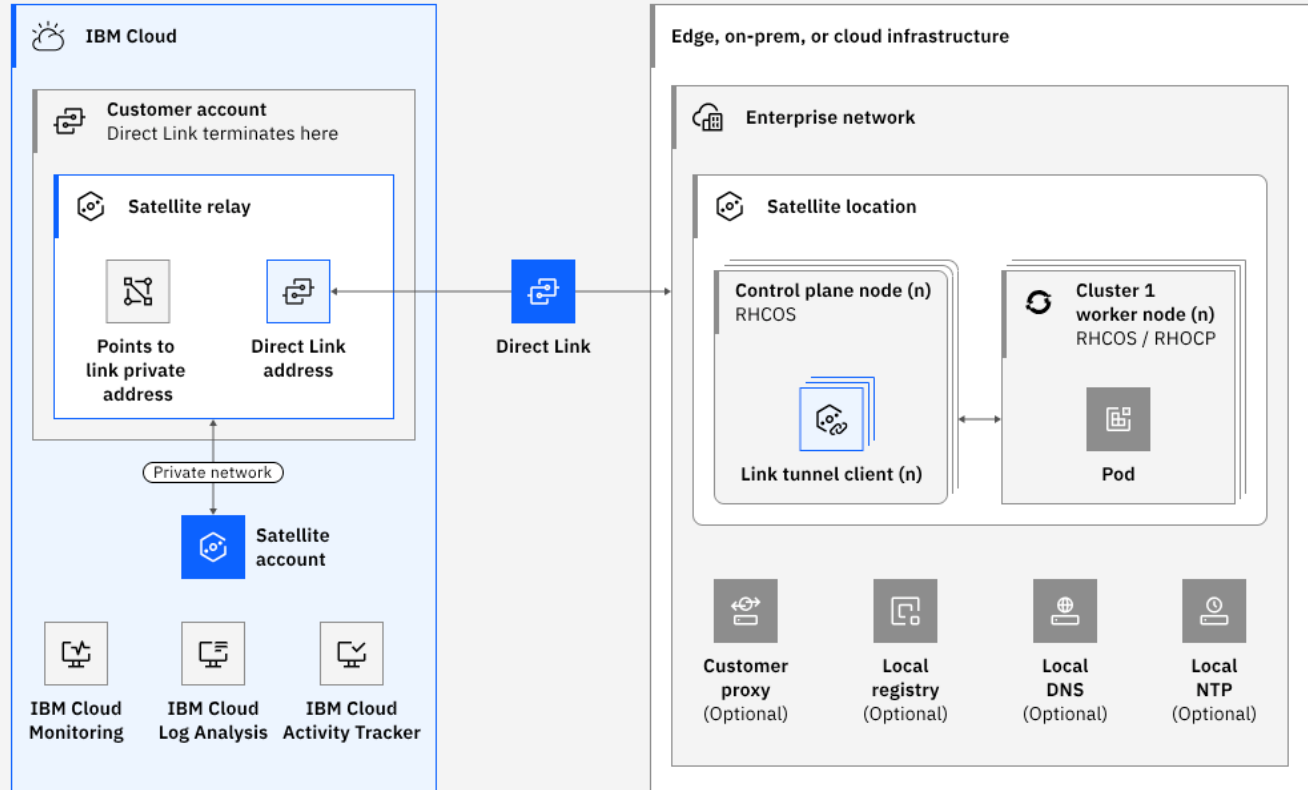 IBM Cloud
Customer account
Direct Link terminates here
Satellite relay
Points to
link private
address
Direct Link
address
Private network
Satellite
account
IBM Cloud
Monitoring
IBM Cloud
Log Analysis
IBM Cloud
Activity Tracker
Direct Link
Edge, on-prem, or cloud infrastructure
Enterprise network
Satellite location
Control plane node (n)
RHCOS
Link tunnel client (n)
Cluster 1
worker node (n)
RHCOS / RHOCP
Pod
Customer
proxy
(Optional)
Local
registry
(Optional)
Local
DNS
(Optional)
Local
NTP
(Optional)